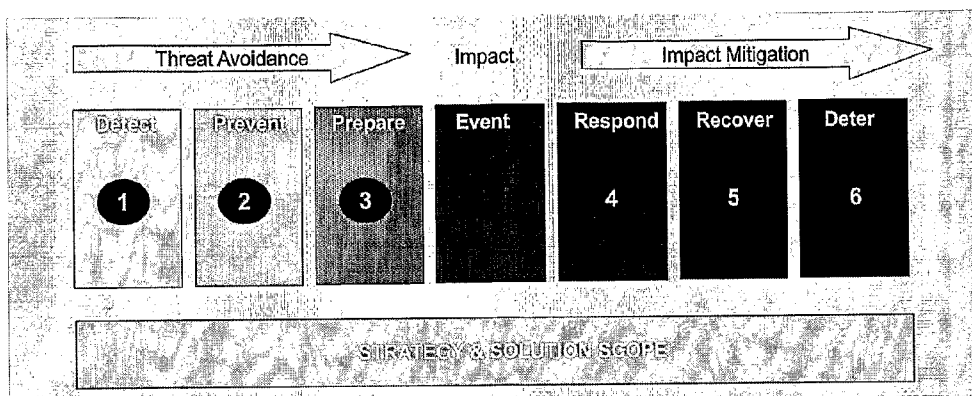 Threat Avoidance Impact Impact Mitigation
Detect Prevent Prepare Event Respond Recover Deter
1 2 3 4 5 6
STRATEGY & SOLUTION SCOPE